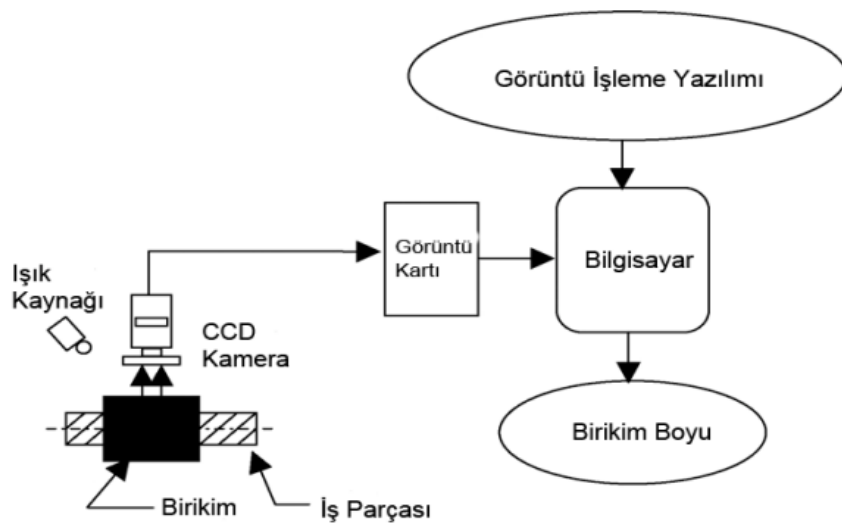 Görüntü İşleme Yazılımı
Görüntü
Kartı
Bilgisayar
Işık
Kaynağı
CCD
Kamera
Birikim Boyu
Birikim
İş Parçası